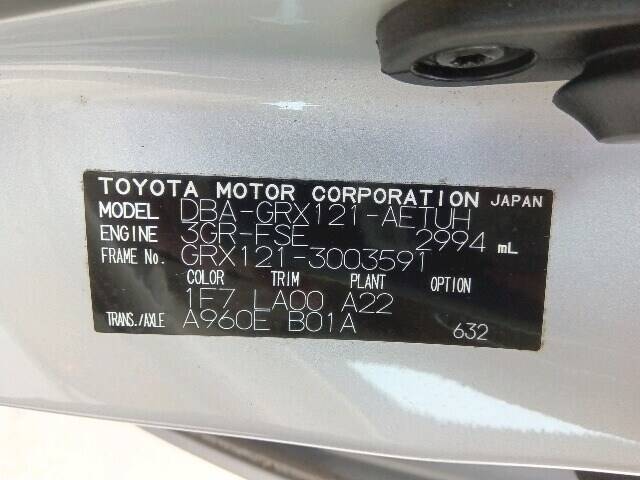 TOYOTA MOTOR CORPORATION JAPAN
MODEL DBA-GRX121-AETUH
ENGINE 3GR-FSE 2994 mL
FRAME No. GRX121-3003591
COLOR TRIM PLANT OPTION
1F7 LA00 A22
TRANS./AXLE A960E B01A 632